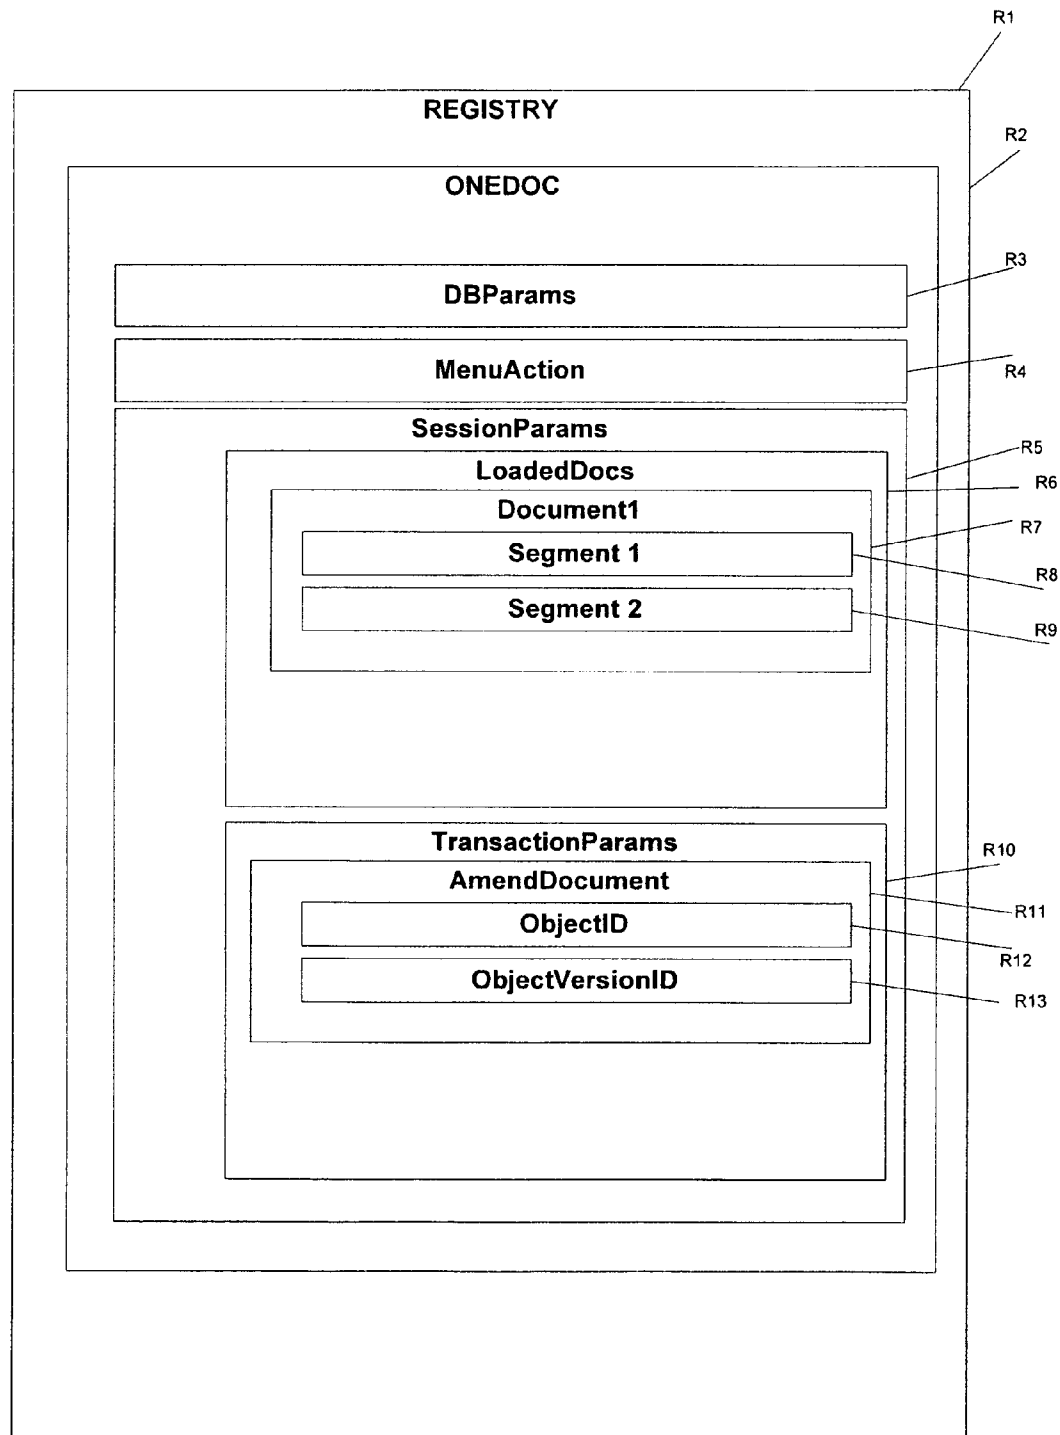 R1
REGISTRY
R2
ONEDOC
R3
DBParams
MenuAction
R4
SessionParams
R5
LoadedDocs
R6
Document1
R7
Segment 1
R8
Segment 2
R9
TransactionParams
R10
AmendDocument
R11
ObjectID
R12
ObjectVersionID
R13